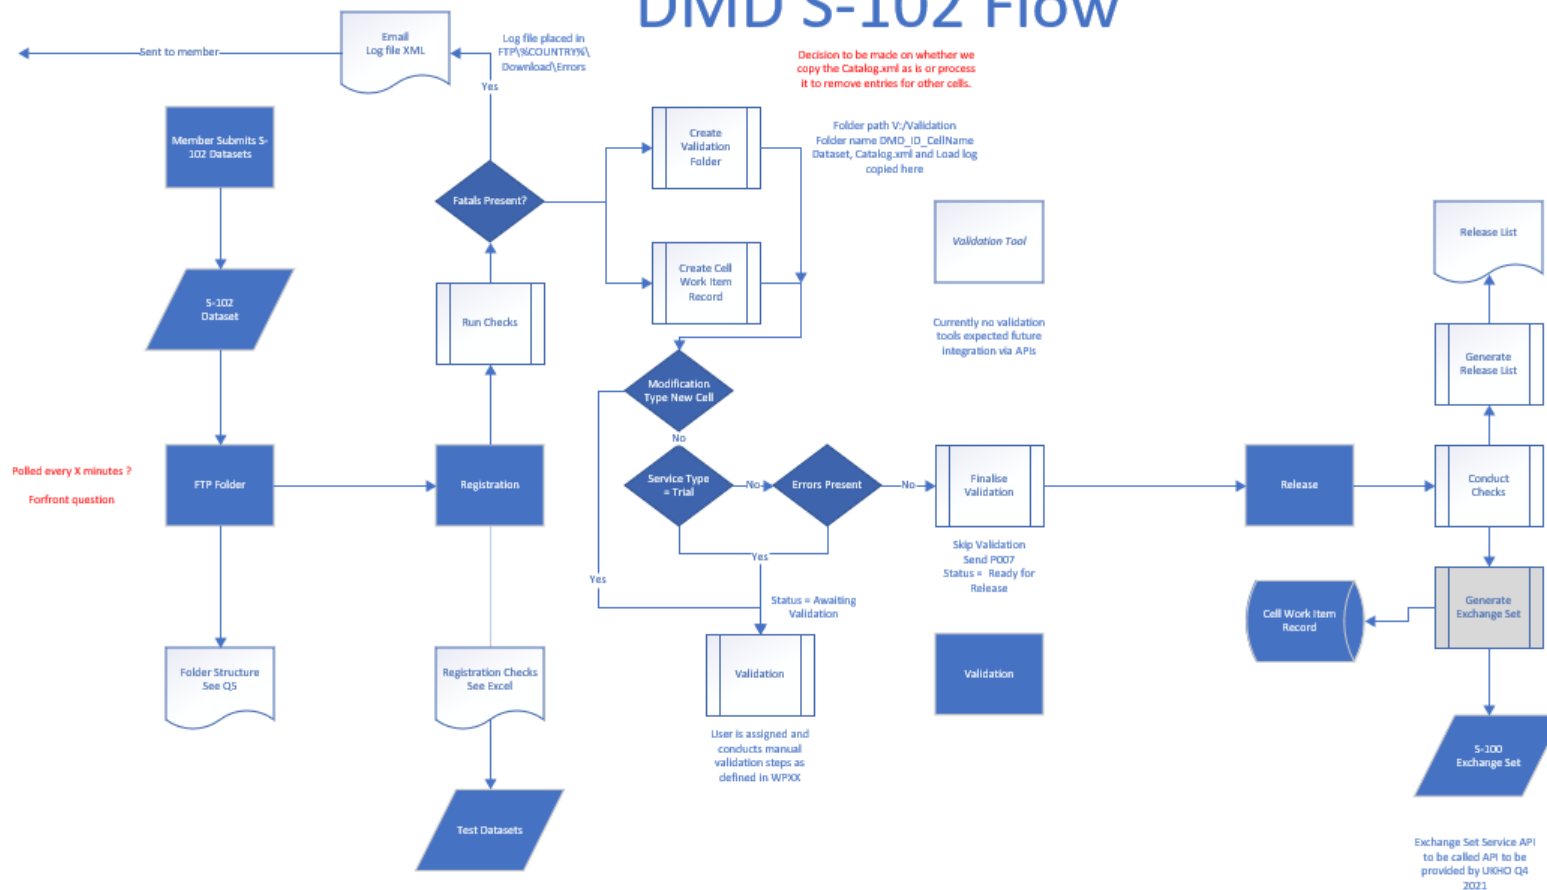 DMD S-102 Flow
Email
Log file XML
Sent to member
Log file placed in
FTP\%COUNTRY%\
Download\Errors
Yes
Decision to be made on whether we
copy the Catalog.xml as is or process
it to remove entries for other cells.
Member Submits S-
102 Datasets
Create
Validation
Folder
Folder path V:/Validation
Folder name DMD_ID_CellName
Dataset, Catalog.xml and Load log
copied here
Fatals Present?
Validation Tool
Release List
S-102
Dataset
Run Checks
Create Cell
Work Item
Record
Currently no validation
tools expected future
integration via APIs
Generate
Release List
Modification
Type New Cell
No
Polled every X minutes ?
Forfront question
FTP Folder
Registration
Service Type
= Trial
No
Errors Present
No
Finalise
Validation
Release
Conduct
Checks
Yes
Yes
Skip Validation
Send P007
Status = Ready for
Release
Status = Awaiting
Validation
Cell Work Item
Record
Generate
Exchange Set
Folder Structure
See Q5
Registration Checks
See Excel
Validation
Validation
User is assigned and
conducts manual
validation steps as
defined in WPXX
S-100
Exchange Set
Test Datasets
Exchange Set Service API
to be called API to be
provided by UKHO Q4
2021